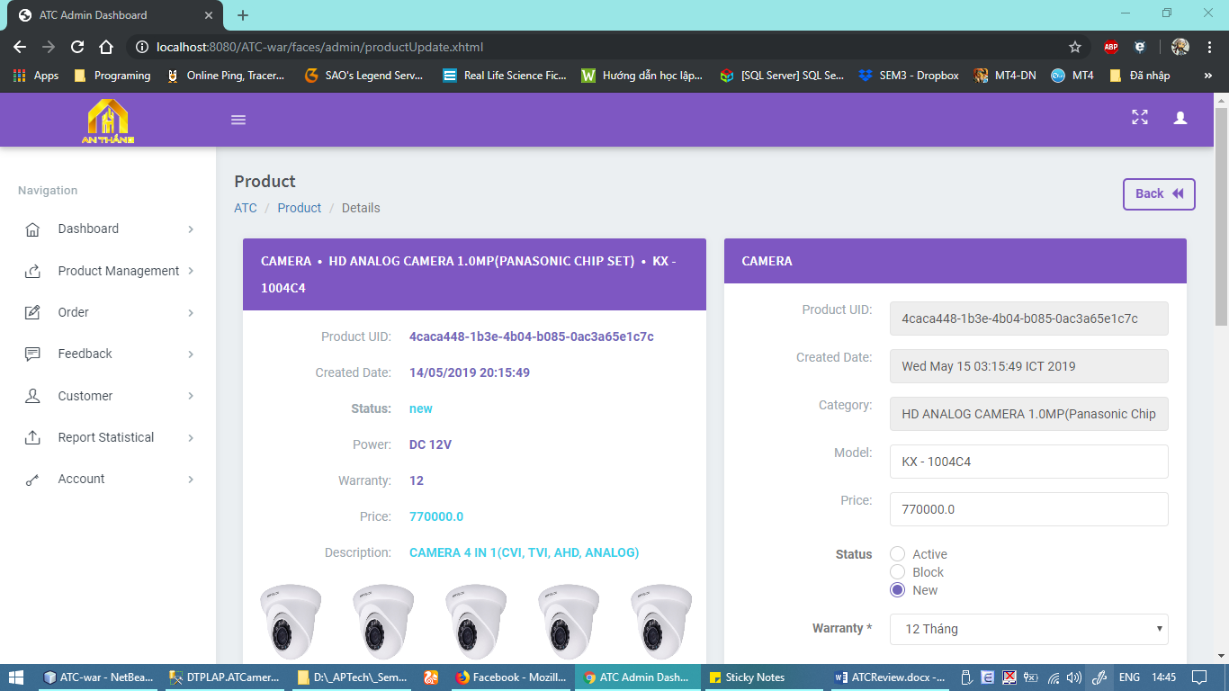 ATC Admin Dashboard
localhost:8080/ATC-war/faces/admin/productUpdate.xhtml
ABP
Apps
Programing
Online Ping, Tracer...
SAO's Legend Serv...
Real Life Science Fic...
W
Hướng dẫn học lập...
[SQL Server] SQL Se...
SEM3 - Dropbox
MT4-DN
MT4
Đã nhập
»
AN THẮNG
Navigation
Dashboard
Product Management
Order
Feedback
Customer
Report Statistical
Account
Product
ATC / Product / Details
Back
CAMERA • HD ANALOG CAMERA 1.0MP(PANASONIC CHIP SET) • KX -
1004C4
Product UID: 4caca448-1b3e-4b04-b085-0ac3a65e1c7c
Created Date: 14/05/2019 20:15:49
Status: new
Power: DC 12V
Warranty: 12
Price: 770000.0
Description: CAMERA 4 IN 1(CVI, TVI, AHD, ANALOG)
CAMERA
Product UID: 4caca448-1b3e-4b04-b085-0ac3a65e1c7c
Created Date: Wed May 15 03:15:49 ICT 2019
Category: HD ANALOG CAMERA 1.0MP(Panasonic Chip
Model: KX - 1004C4
Price: 770000.0
Status Active
Block
New
Warranty * 12 Tháng
ATC-war - NetBea...
DTPLAP.ATCamer...
D:\_APTech\_Sem...
Facebook - Mozill...
ATC Admin Dash...
Sticky Notes
ATCReview.docx -...
ENG
14:45